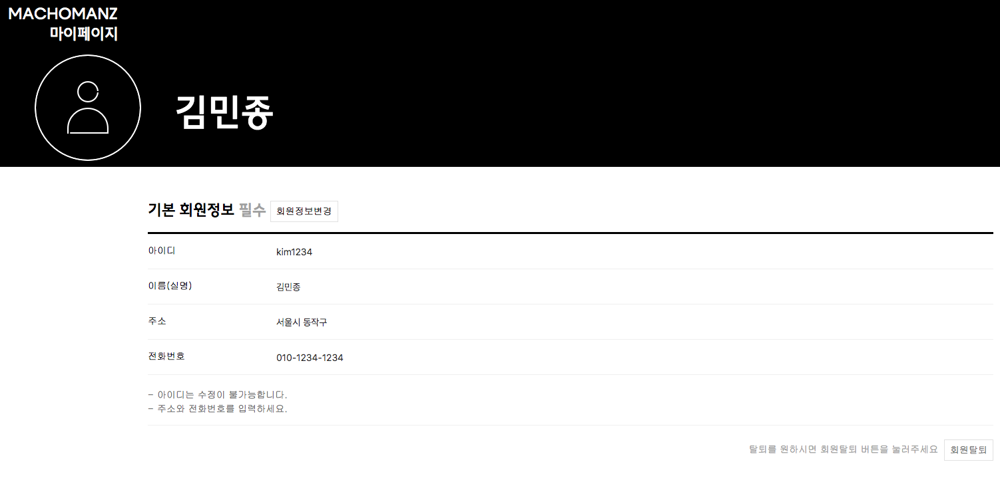 MACHOMANZ
마이페이지
김민종
기본 회원정보 필수 회원정보변경
아이디 kim1234
이름(실명) 김민종
주소 서울시 동작구
전화번호 010-1234-1234
– 아이디는 수정이 불가능합니다.
– 주소와 전화번호를 입력하세요.
탈퇴를 원하시면 회원탈퇴 버튼을 눌러주세요 회원탈퇴